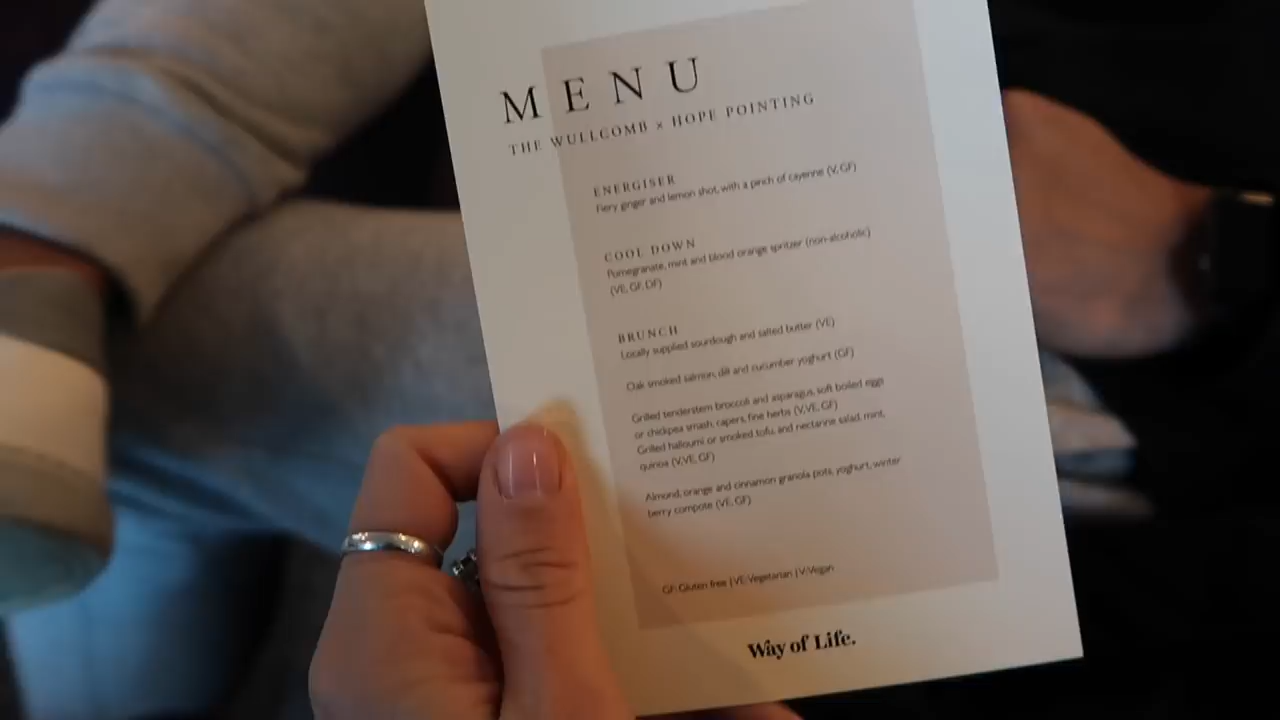 MENU
THE WULLCOMB × HOPE POINTING
ENERGISER
Fiery ginger and lemon shot, with a pinch of cayenne (V, GF)
COOL DOWN
Pomegranate, mint and blood orange spritzer (non-alcoholic)
(VE, GF, DF)
BRUNCH
Locally supplied sourdough and salted butter (VE)
Oak smoked salmon, dill and cucumber yoghurt (GF)
Grilled tenderstem broccoli and asparagus, soft boiled eggs
or chickpea smash, capers, fine herbs (V,VE, GF)
Grilled halloumi or smoked tofu, and nectarine salad, mint,
quinoa (V,VE, GF)
Almond, orange and cinnamon granola pots, yoghurt, winter
berry compote (VE, GF)
GF: Gluten free | VE:Vegetarian | V:Vegan
Way of Life.